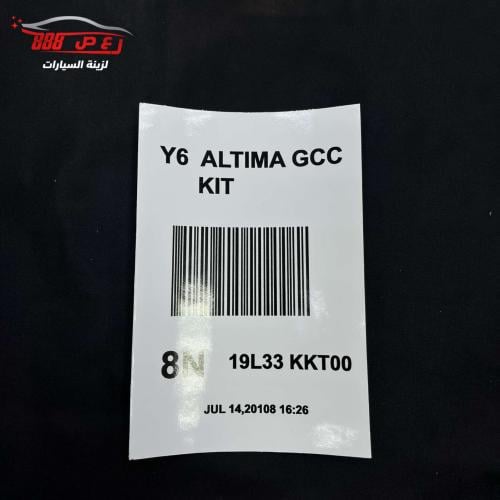 888 ع ص ع
لزينة السيارات
Y6 ALTIMA GCC
KIT
8N 19L33 KKT00
JUL 14,20108 16:26